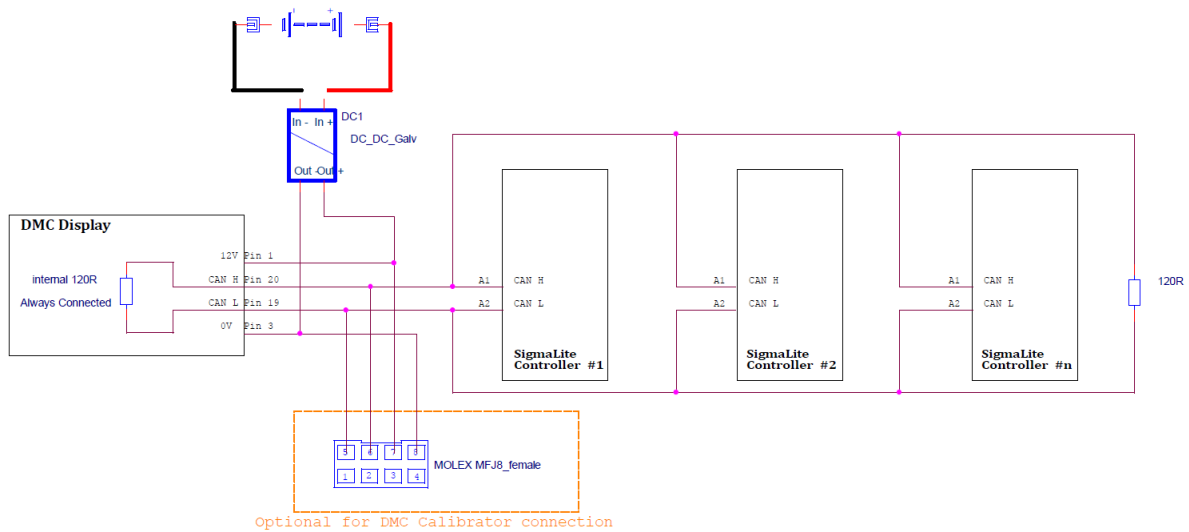 - +
In - In +
DC1
DC_DC_Galv
Out - Out +
DMC Display
12V Pin 1
internal 120R
CAN H Pin 20
Always Connected
CAN L Pin 19
0V Pin 3
A1 CAN H
A2 CAN L
SigmaLite
Controller #1
A1 CAN H
A2 CAN L
SigmaLite
Controller #2
A1 CAN H
A2 CAN L
SigmaLite
Controller #n
120R
5 6 7 8
1 2 3 4
MOLEX MFJ8_female
Optional for DMC Calibrator connection